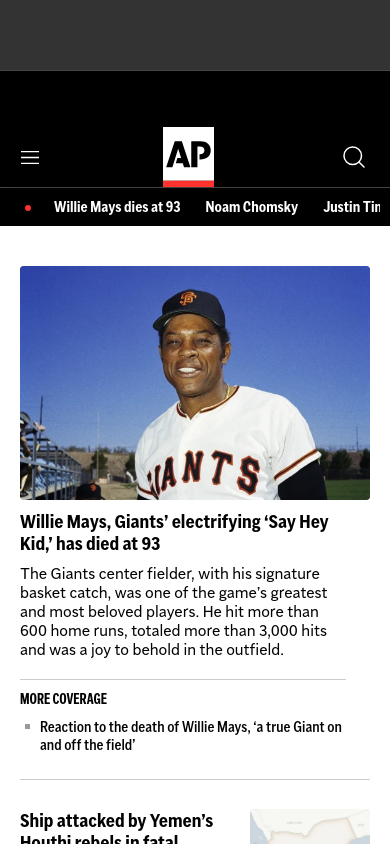 AP
Willie Mays dies at 93 Noam Chomsky Justin Tim
GIANTS
Willie Mays, Giants’ electrifying ‘Say Hey
Kid,’ has died at 93
The Giants center fielder, with his signature
basket catch, was one of the game’s greatest
and most beloved players. He hit more than
600 home runs, totaled more than 3,000 hits
and was a joy to behold in the outfield.
MORE COVERAGE
Reaction to the death of Willie Mays, ‘a true Giant on
and off the field’
Ship attacked by Yemen’s
Houthi rebels in fatal